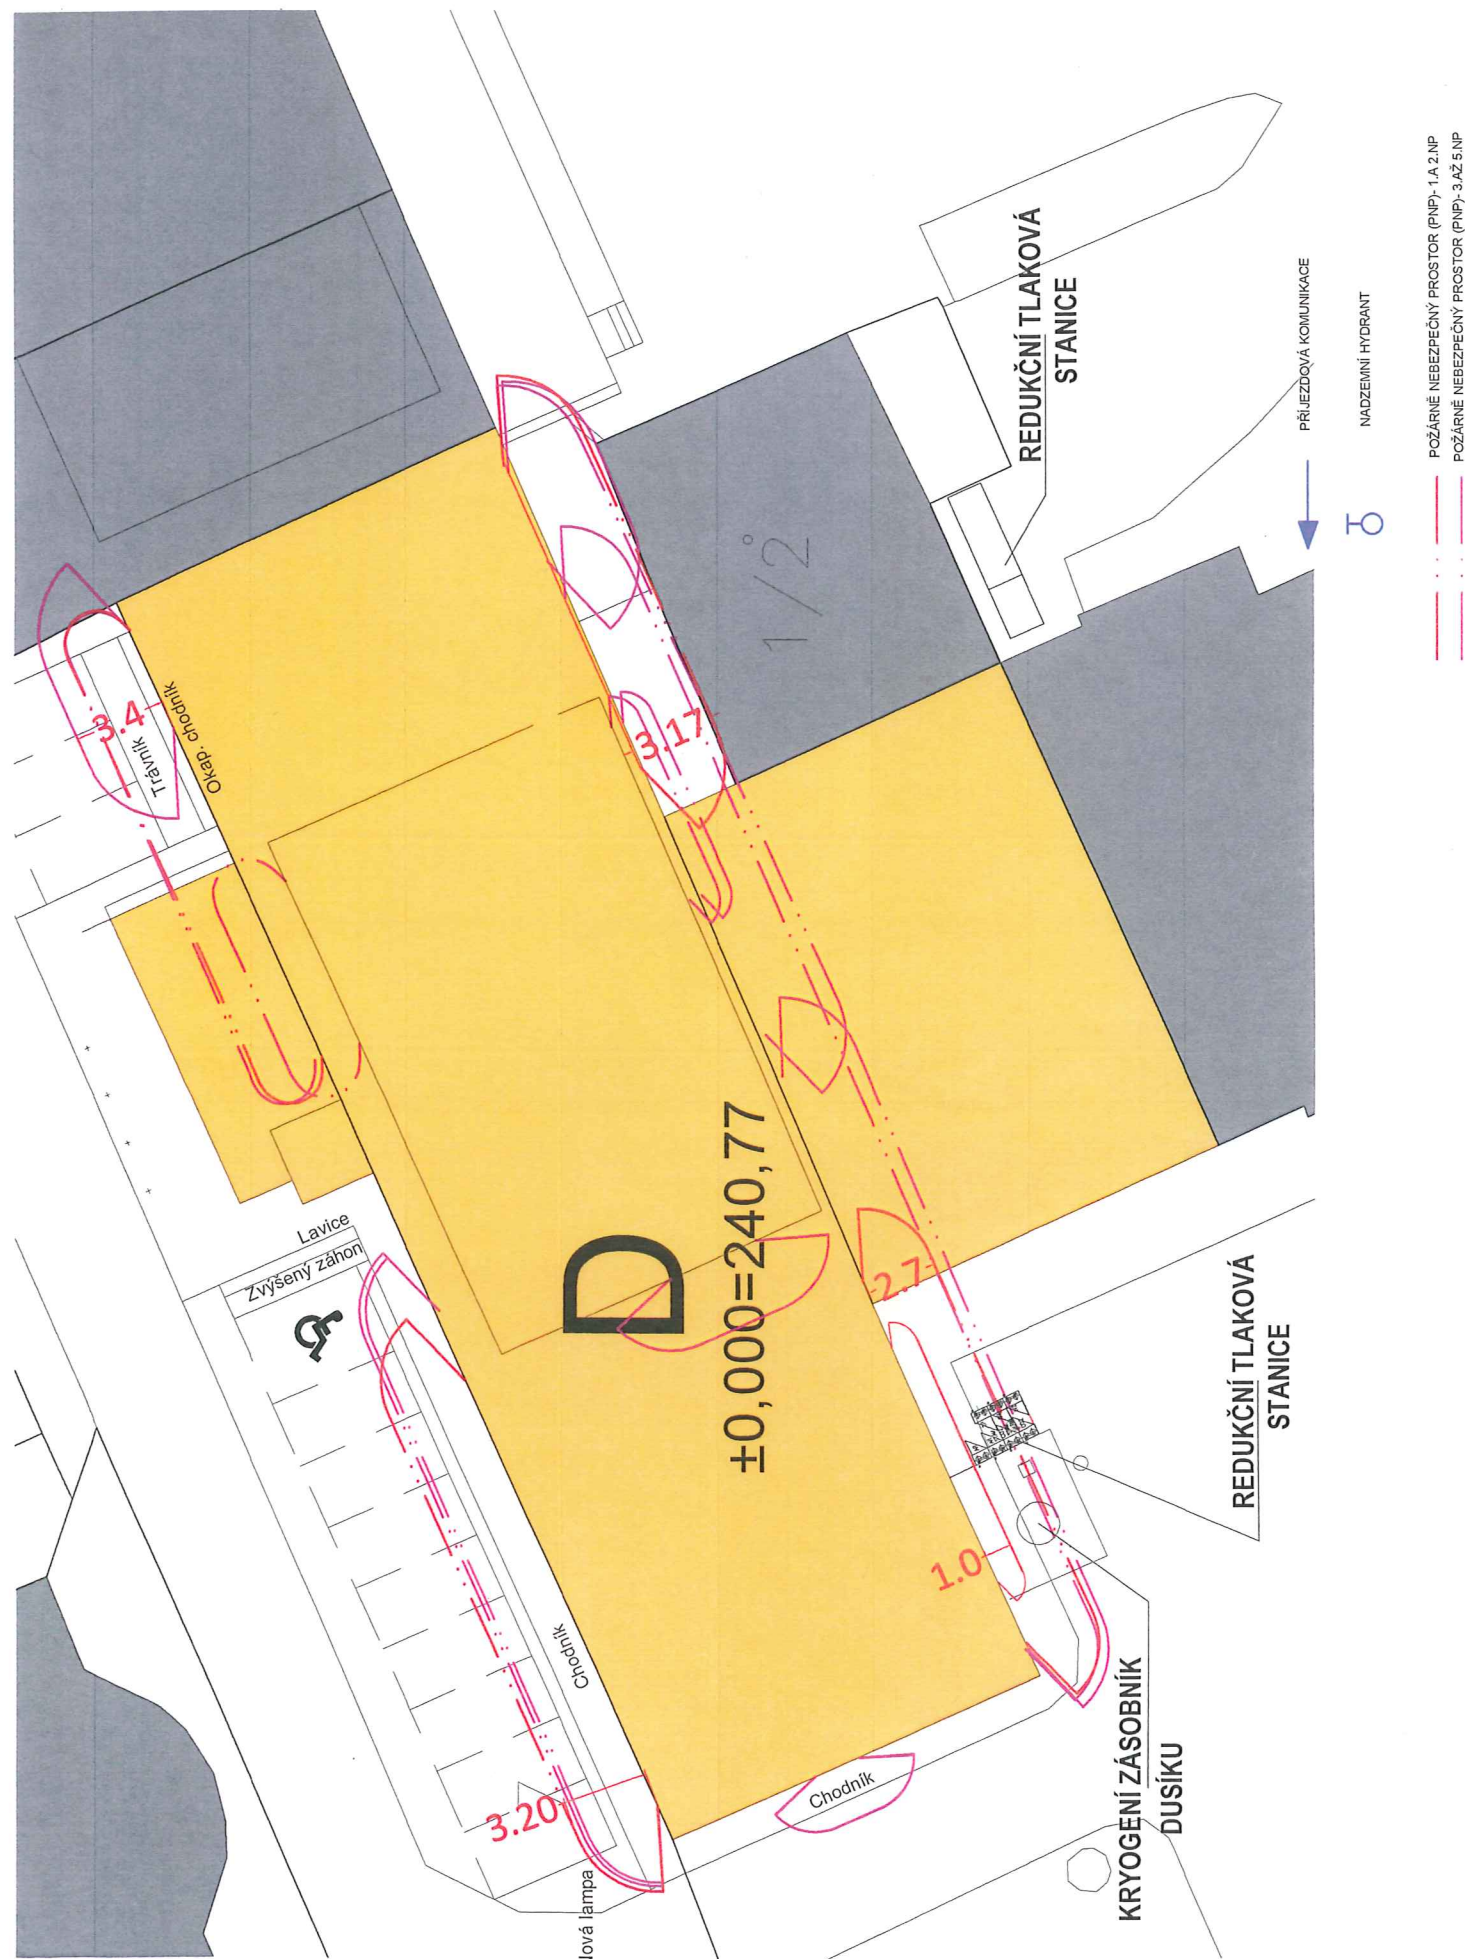 3.4
Trávník
Okap. chodník
3.17
1/2°
REDUKČNÍ TLAKOVÁ
STANICE
Lavice
Zvýšený záhon
D
±0,000=240,77
2.7
1.0
Chodník
3.20
lová lampa
Chodník
REDUKČNÍ TLAKOVÁ
STANICE
KRYOGENÍ ZÁSOBNÍK
DUSÍKU
PŘÍJEZDOVÁ KOMUNIKACE
NADZEMNÍ HYDRANT
POŽÁRNĚ NEBEZPEČNÝ PROSTOR (PNP)- 1.A 2.NP
POŽÁRNĚ NEBEZPEČNÝ PROSTOR (PNP)- 3.AŽ 5.NP